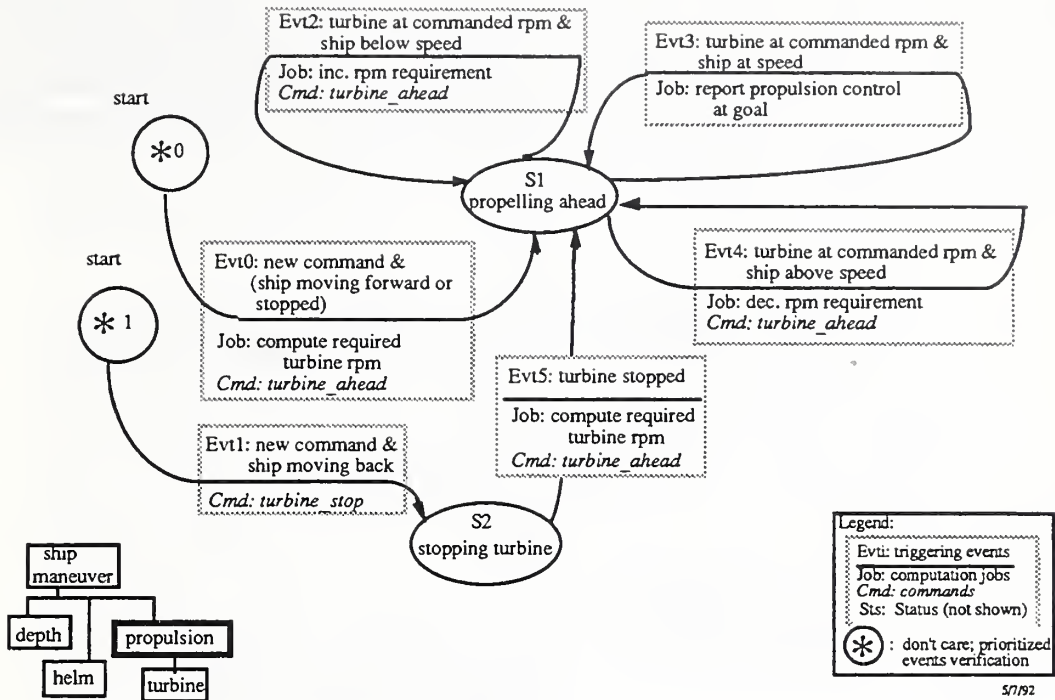 Evt2: turbine at commanded rpm &
ship below speed
Job: inc. rpm requirement
Cmd: turbine_ahead
Evt3: turbine at commanded rpm &
ship at speed
Job: report propulsion control
at goal
start
*0
S1
propelling ahead
start
* 1
Evt0: new command &
(ship moving forward or
stopped)
Job: compute required
turbine rpm
Cmd: turbine_ahead
Evt4: turbine at commanded rpm &
ship above speed
Job: dec. rpm requirement
Cmd: turbine_ahead
Evt5: turbine stopped
Job: compute required
turbine rpm
Cmd: turbine_ahead
Evt1: new command &
ship moving back
Cmd: turbine_stop
S2
stopping turbine
ship
maneuver
depth
propulsion
helm
turbine
Legend:
Evti: triggering events
Job: computation jobs
Cmd: commands
Sts: Status (not shown)
* : don't care; prioritized
events verification
5/7/92